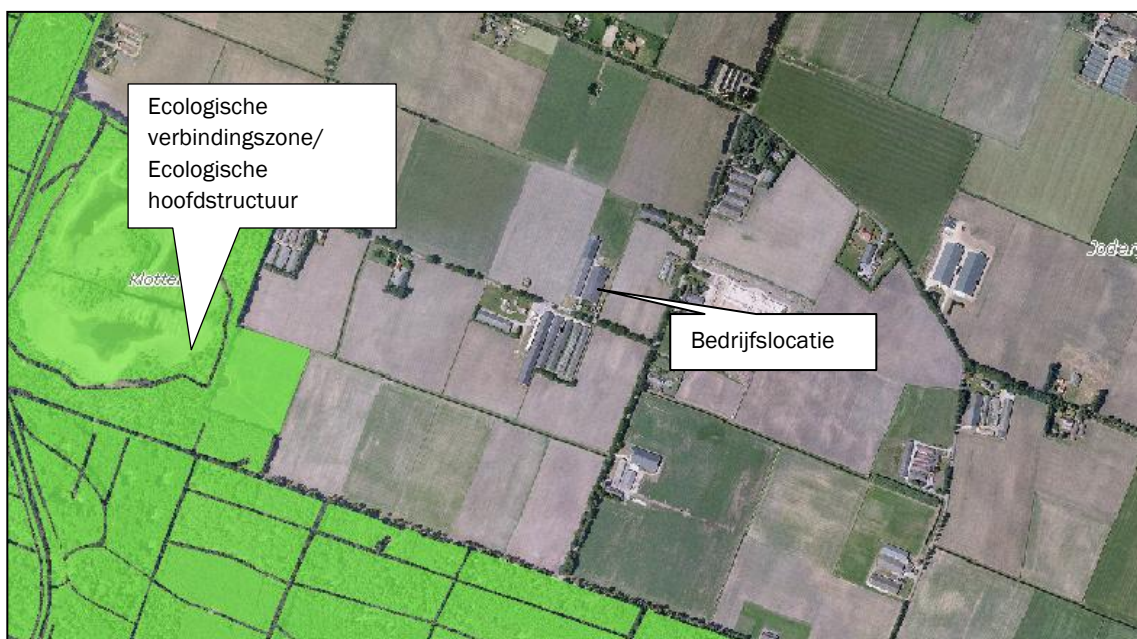 Ecologische
verbindingszone/
Ecologische
hoofdstructuur
Bedrijfslocatie